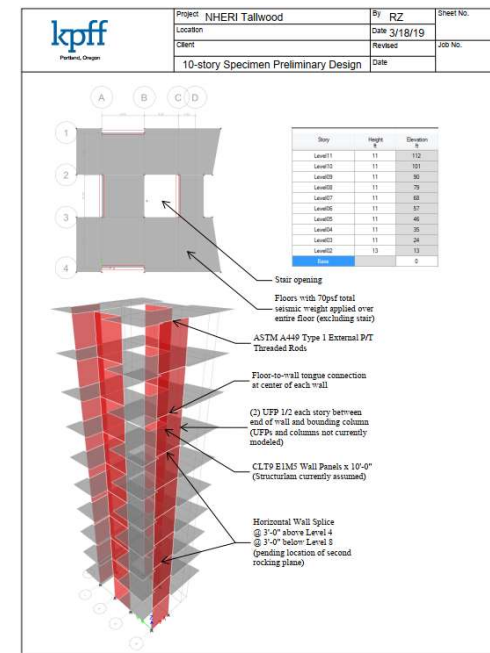 kpff
Portland, Oregon
Project NHERI Tallwood
By RZ
Sheet No.
Location
Date 3/18/19
Client
Revised
Job No.
10-story Specimen Preliminary Design
Date
A B C D
1
2
3
4
Story Height ft Elevation ft
Level11 11 112
Level10 11 101
Level09 11 90
Level08 11 79
Level07 11 68
Level06 11 57
Level05 11 46
Level04 11 35
Level03 11 24
Level02 13 13
Base 0
Stair opening
Floors with 70psf total
seismic weight applied over
entire floor (excluding stair)
ASTM A449 Type 1 External P/T
Threaded Rods
Floor-to-wall tongue connection
at center of each wall
(2) UFP 1/2 each story between
end of wall and bounding column
(UFPs and columns not currently
modeled)
CLT9 E1M5 Wall Panels x 10'-0"
(Structurlam currently assumed)
Horizontal Wall Splice
@ 3'-0" above Level 4
@ 3'-0" below Level 8
(pending location of second
rocking plane)